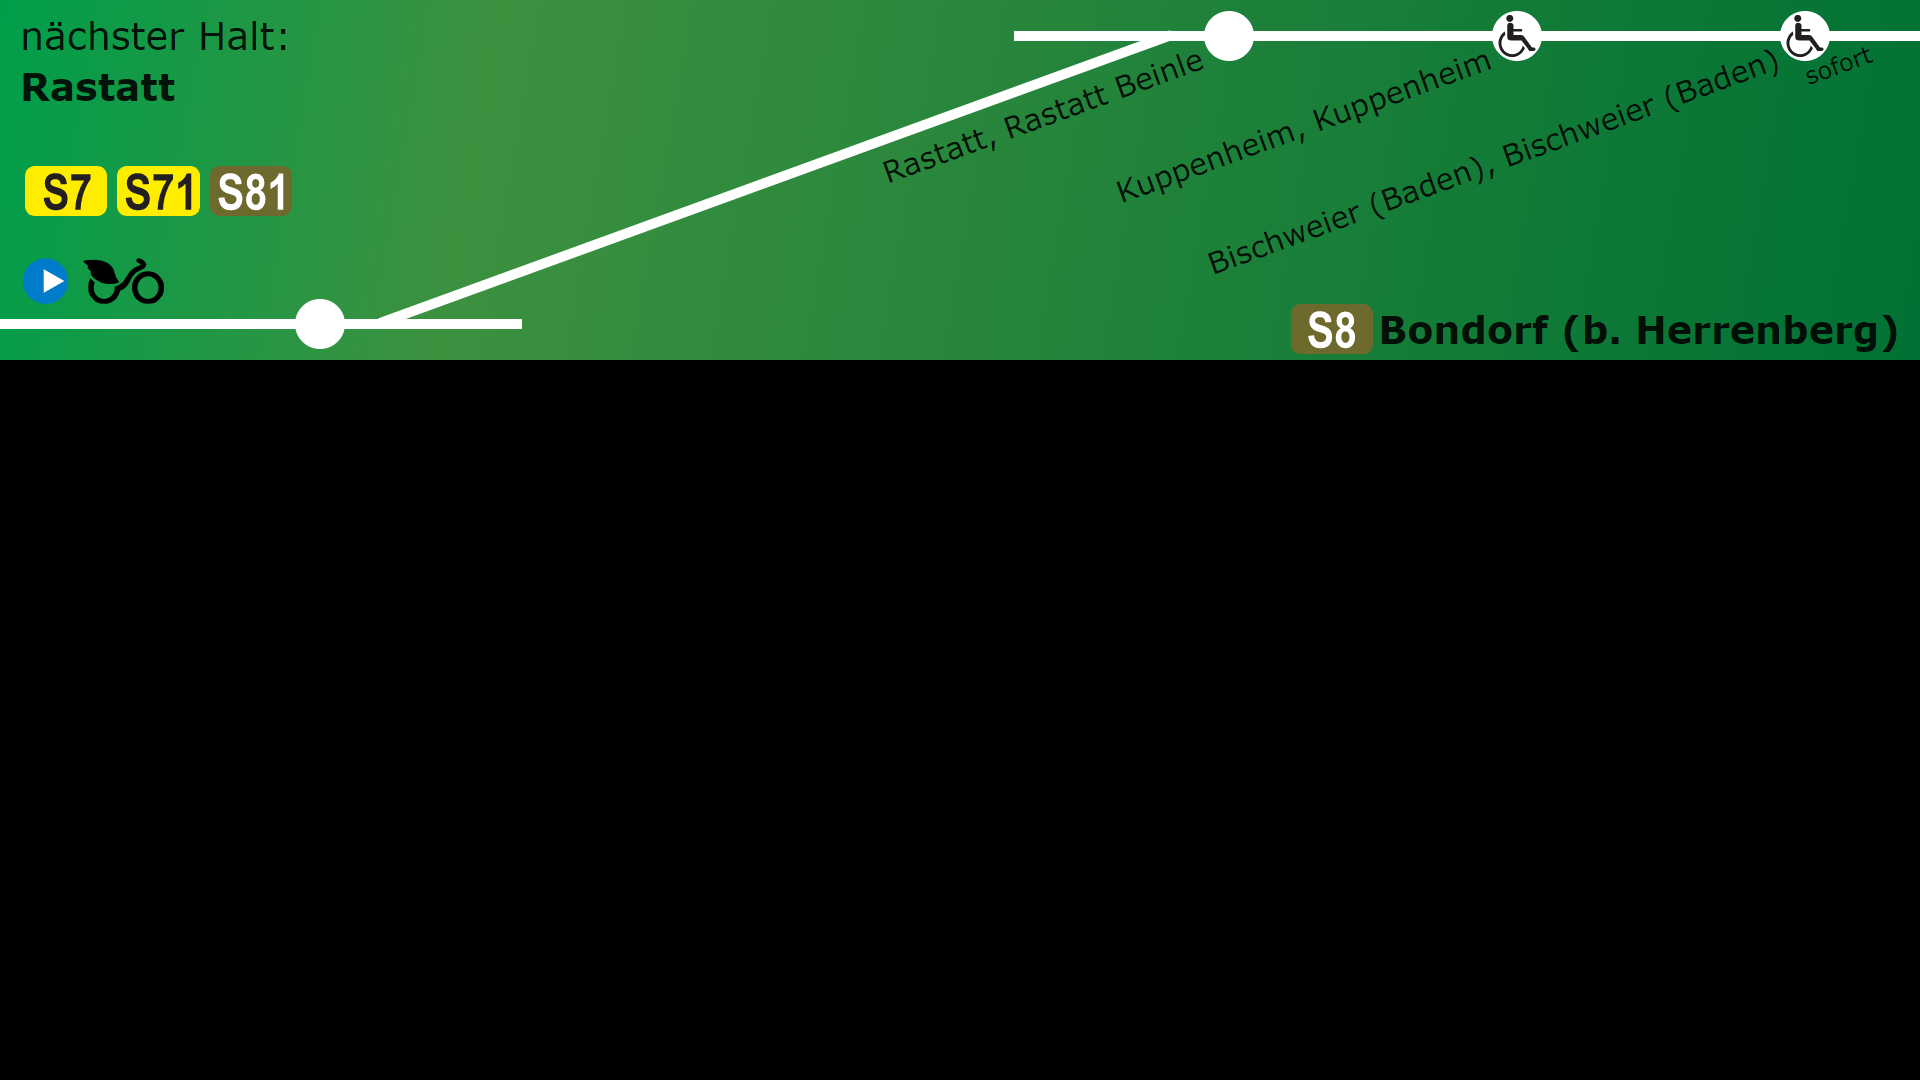 nächster Halt:
Rastatt
S7 S71 S81
Rastatt, Rastatt Beinle
Kuppenheim, Kuppenheim
Bischweier (Baden), Bischweier (Baden)
sofort
S8 Bondorf (b. Herrenberg)